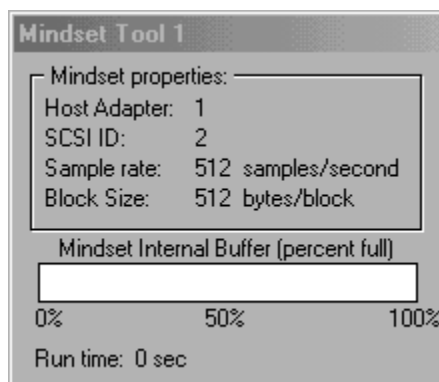 Mindset Tool 1
Mindset properties:
Host Adapter: 1
SCSI ID: 2
Sample rate: 512 samples/second
Block Size: 512 bytes/block
Mindset Internal Buffer (percent full)
0% 50% 100%
Run time: 0 sec